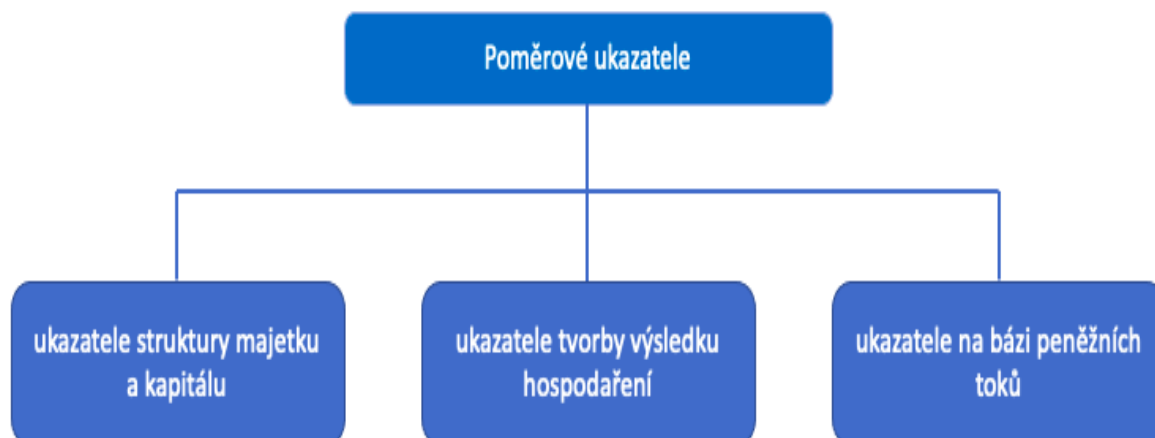 Poměrové ukazatele
ukazatele struktury majetku
a kapitálu
ukazatele tvorby výsledku
hospodaření
ukazatele na bázi peněžních
toků